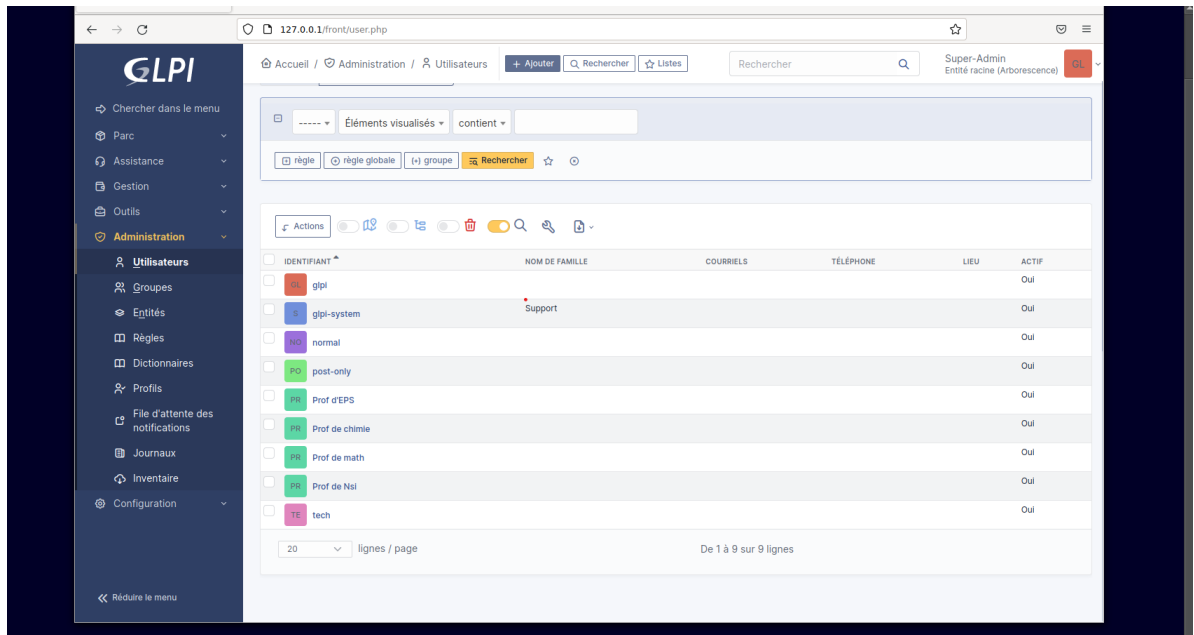 127.0.0.1/front/user.php
GLPI
Accueil / Administration / Utilisateurs
+ Ajouter
Rechercher
Listes
Rechercher
Super-Admin
Entité racine (Arborescence)
GL
Chercher dans le menu
Parc
Assistance
Gestion
Outils
Administration
Utilisateurs
Groupes
Entités
Règles
Dictionnaires
Profils
File d'attente des
notifications
Journaux
Inventaire
Configuration
Réduire le menu
----- Éléments visualisés contient
règle règle globale (+) groupe Rechercher
Actions
IDENTIFIANT NOM DE FAMILLE COURRIELS TÉLÉPHONE LIEU ACTIF
GL glpi Oui
S glpi-system Support Oui
NO normal Oui
PO post-only Oui
PR Prof d'EPS Oui
PR Prof de chimie Oui
PR Prof de math Oui
PR Prof de Nsi Oui
TE tech Oui
20 lignes / page De 1 à 9 sur 9 lignes